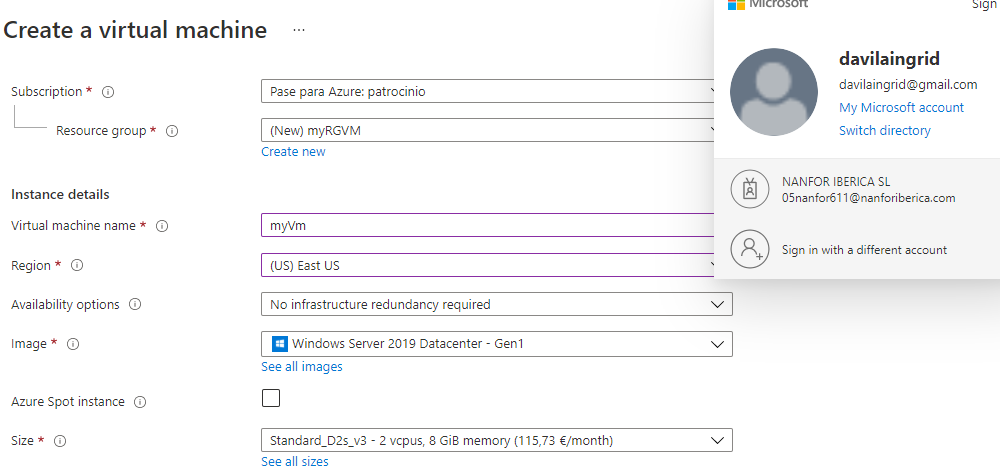 Microsoft
Sign
Create a virtual machine
...
davilaingrid
davilaingrid@gmail.com
My Microsoft account
Switch directory
NANFOR IBERICA SL
05nanfor611@nanforiberica.com
Sign in with a different account
Subscription *
Pase para Azure: patrocinio
Resource group *
(New) myRGVM
Create new
Instance details
Virtual machine name *
myVm
Region *
(US) East US
Availability options
No infrastructure redundancy required
Image *
Windows Server 2019 Datacenter - Gen1
See all images
Azure Spot instance
Size *
Standard_D2s_v3 - 2 vcpus, 8 GiB memory (115,73 €/month)
See all sizes